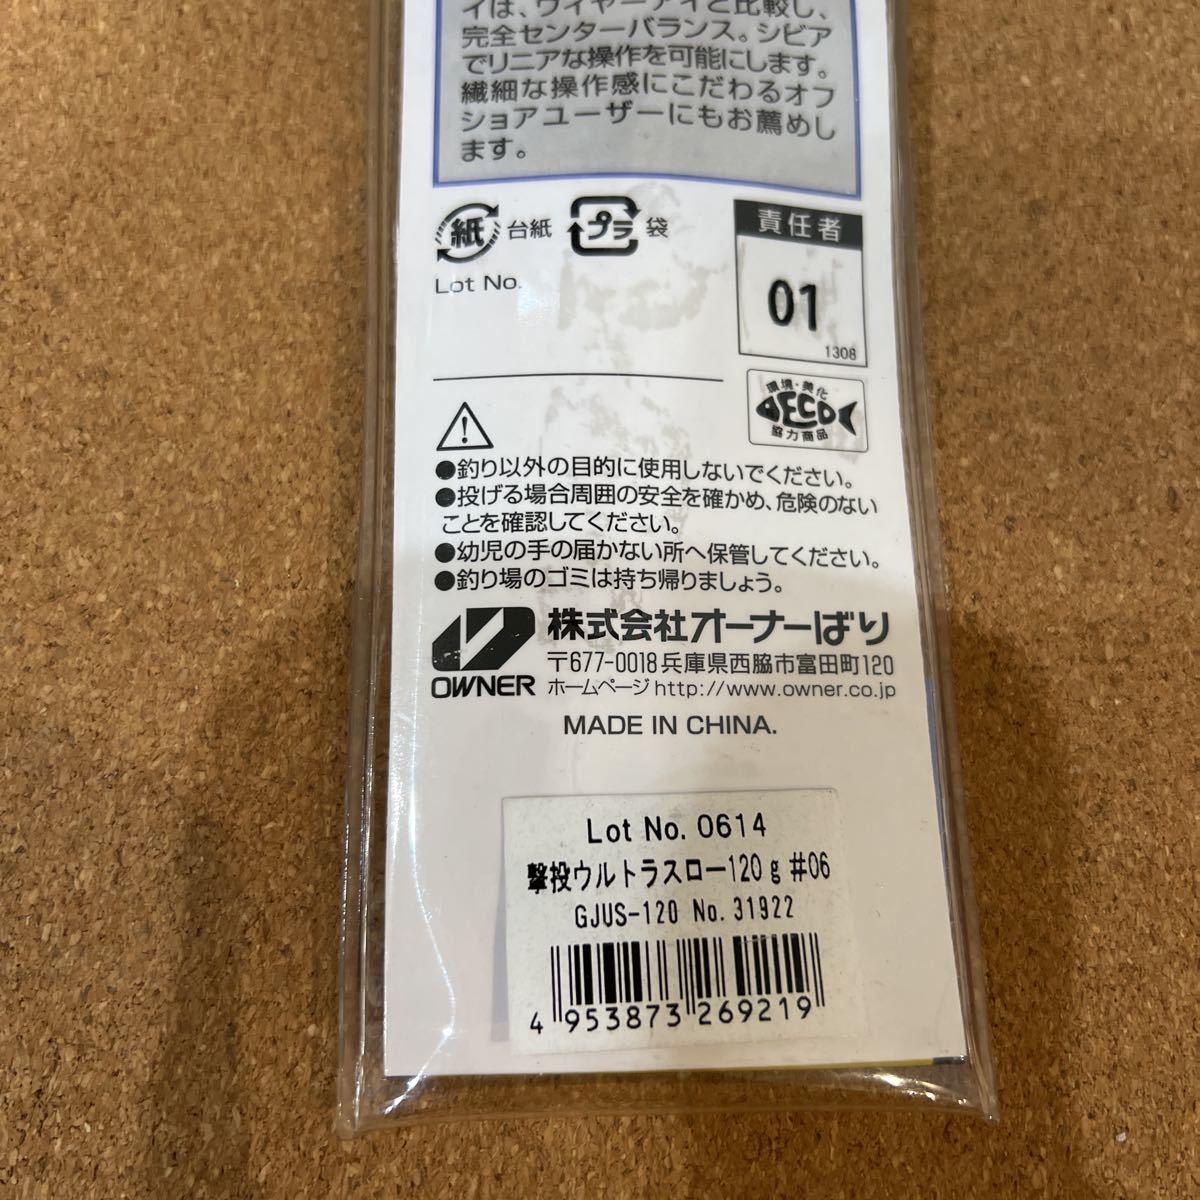 イは、ワイヤーアイと比較し、
完全センターバランス。シビア
でリニアな操作を可能にします。
繊細な操作感にこだわるオフ
ショアユーザーにもお薦めし
ます。
紙 台紙 プラ 袋
責任者
Lot No.
01
1308
環境・美化
ECO
協力商品
●釣り以外の目的に使用しないでください。
●投げる場合周囲の安全を確かめ、危険のない
ことを確認してください。
●幼児の手の届かない所へ保管してください。
●釣り場のゴミは持ち帰りましょう。
株式会社オーナーばり
〒677-0018 兵庫県西脇市富田町120
OWNER ホームページ http://www.owner.co.jp
MADE IN CHINA.
Lot No. 0614
撃投ウルトラスロー120g #06
GJUS-120 No. 31922
4 953873 269219